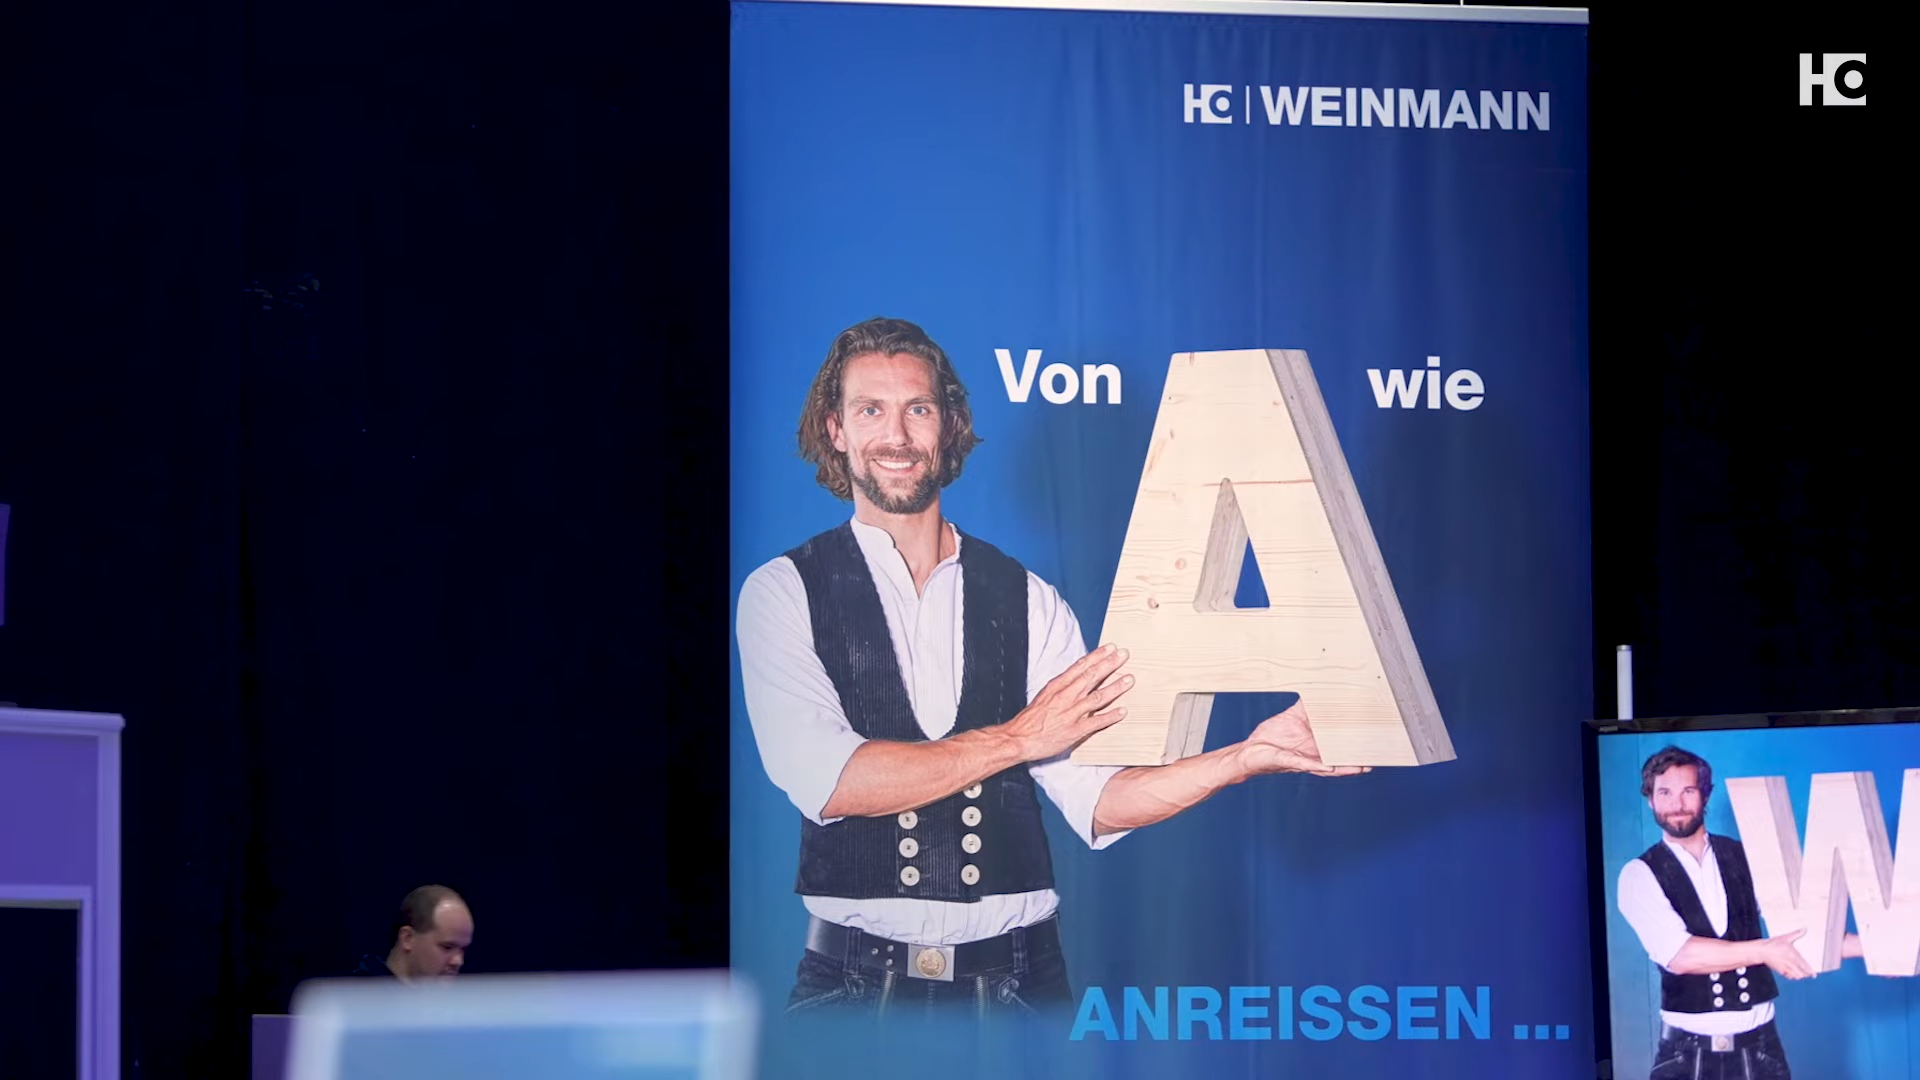 HC | WEINMANN
HC
Von A wie
W
ANREISSEN ...